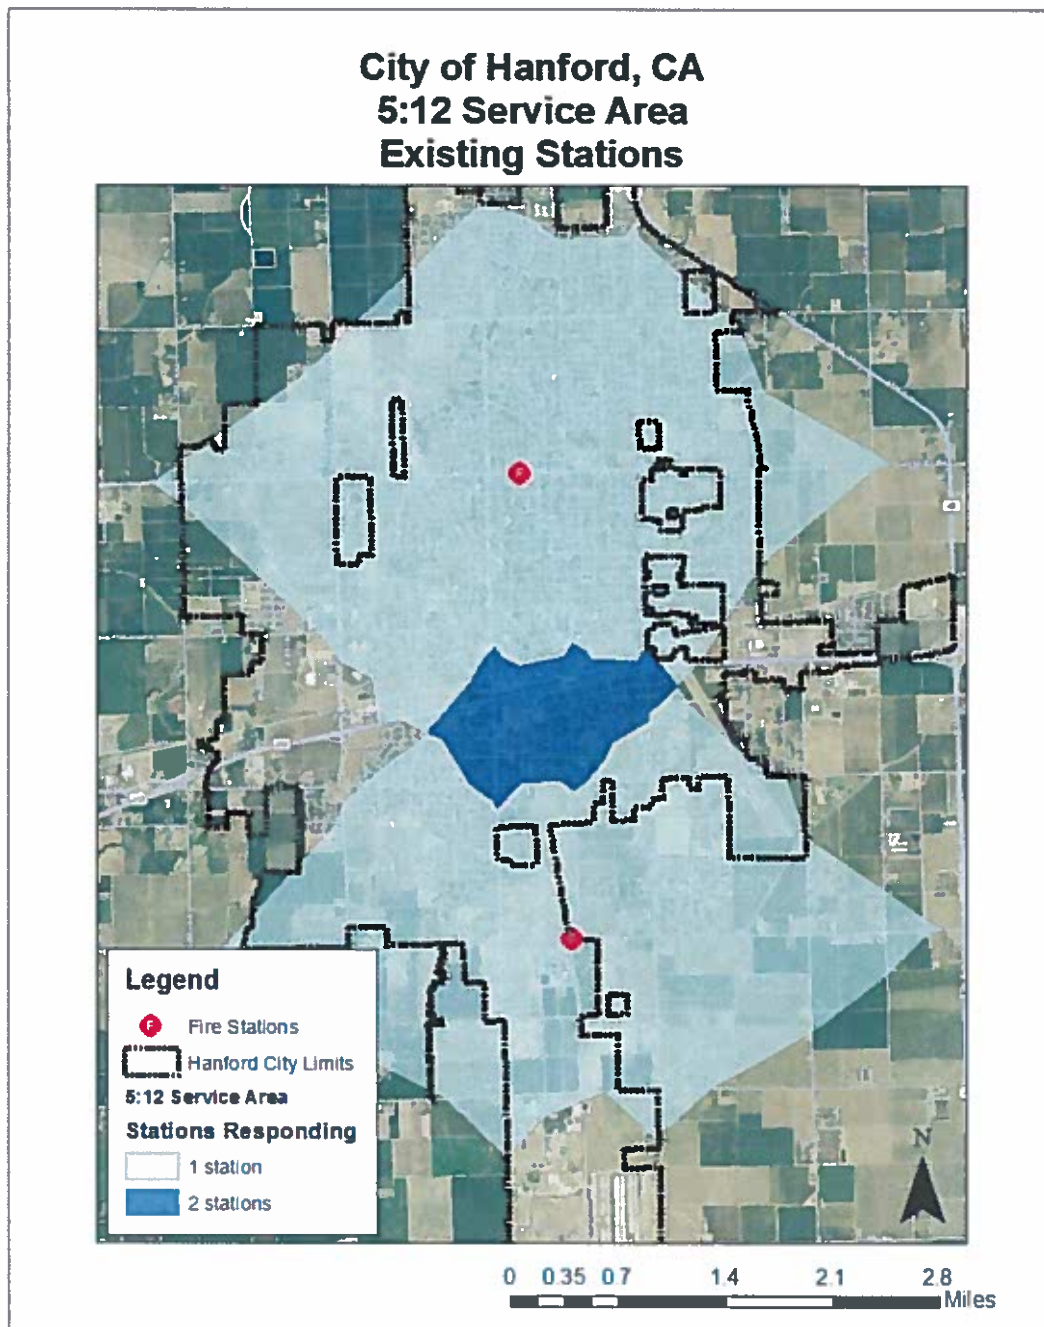 City of Hanford, CA
5:12 Service Area
Existing Stations
N
Legend
F
F
Fire Stations
Hanford City Limits
5:12 Service Area
Stations Responding
1 station
2 stations
0 0.35 0.7 1.4 2.1 2.8
Miles